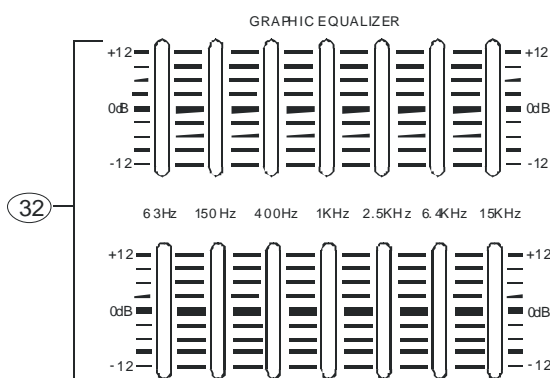 GRAPHIC EQUALIZER
+12 +12
0dB 0dB
-12 -12
32
63Hz 150Hz 400Hz 1KHz 2.5KHz 6.4KHz 15KHz
+12 +12
0dB 0dB
-12 -12